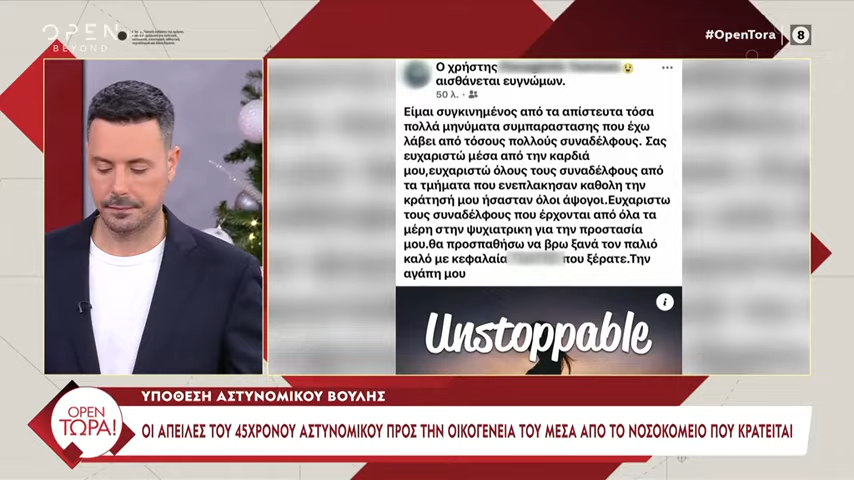 OPEN
BEYOND
#OpenTora
8
Ο χρήστης
αισθάνεται ευγνώμων.
50 λ.
Είμαι συγκινημένος από τα απίστευτα τόσα
πολλά μηνύματα συμπαραστασης που έχω
λάβει από τόσους πολλούς συναδέλφους. Σας
ευχαριστώ μέσα από την καρδιά
μου,ευχαριστώ όλους τους συναδέλφους από
τα τμήματα που ενεπλακησαν καθολη την
κράτησή μου ήσασταν όλοι άψογοι.Ευχαριστω
τους συναδέλφους που έρχονται από όλα τα
μέρη στην ψυχιατρικη για την προστασία
μου.θα προσπαθήσω να βρω ξανά τον παλιό
καλό με κεφαλαία που ξέρατε.Την
αγάπη μου
Unstoppable
ΥΠΟΘΕΣΗ ΑΣΤΥΝΟΜΙΚΟΥ ΒΟΥΛΗΣ
OPEN
ΤΩΡΑ!
ΟΙ ΑΠΕΙΛΕΣ ΤΟΥ 45ΧΡΟΝΟΥ ΑΣΤΥΝΟΜΙΚΟΥ ΠΡΟΣ ΤΗΝ ΟΙΚΟΓΕΝΕΙΑ ΤΟΥ ΜΕΣΑ ΑΠΟ ΤΟ ΝΟΣΟΚΟΜΕΙΟ ΠΟΥ ΚΡΑΤΕΙΤΑΙ